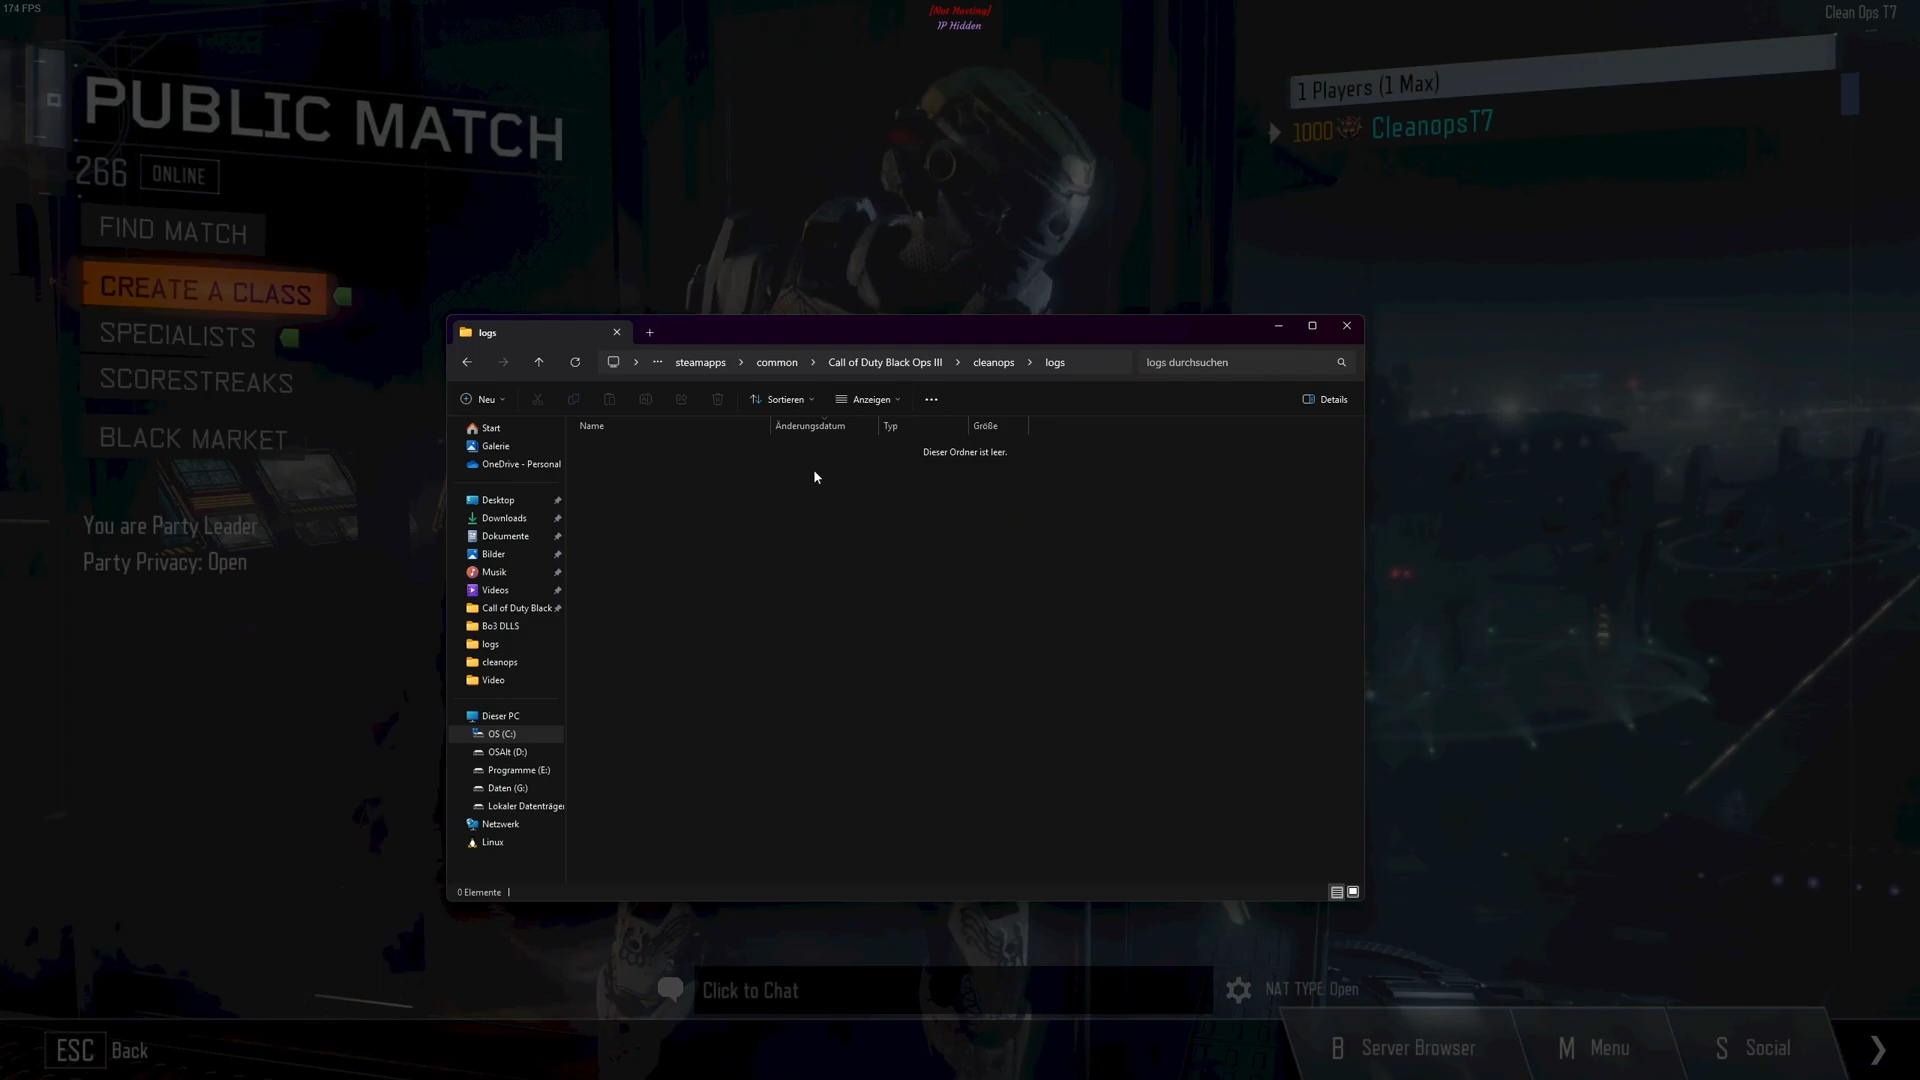 174 FPS
[Not Hosting]
IP Hidden
Clean Ops T7
PUBLIC MATCH
266 ONLINE
FIND MATCH
CREATE A CLASS
SPECIALISTS
SCORESTREAKS
BLACK MARKET
You are Party Leader
Party Privacy: Open
1 Players (1 Max)
1000 CleanopsT7
logs
steamapps > common > Call of Duty Black Ops III > cleanops > logs
logs durchsuchen
Neu
Sortieren
Anzeigen
Details
Name
Änderungsdatum
Typ
Größe
Dieser Ordner ist leer.
Start
Galerie
OneDrive - Personal
Desktop
Downloads
Dokumente
Bilder
Musik
Videos
Call of Duty Black
Bo3 DLLS
logs
cleanops
Video
Dieser PC
OS (C:)
OSAlt (D:)
Programme (E:)
Daten (G:)
Lokaler Datenträger
Netzwerk
Linux
0 Elemente
Click to Chat
NAT TYPE: Open
ESC Back
B Server Browser
M Menu
S Social